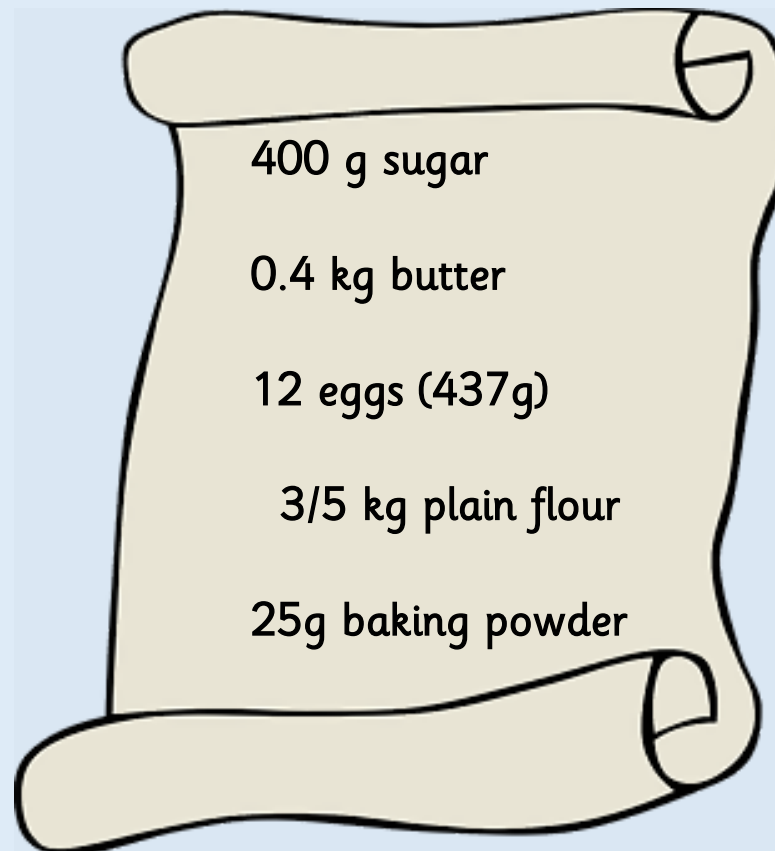 400 g sugar
0.4 kg butter
12 eggs (437g)
3/5 kg plain flour
25g baking powder